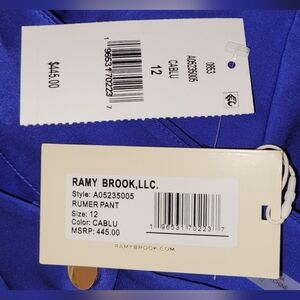 0563
A05235005
CABLU
12
1 96531 70223 7
$445.00
RAMY BROOK,LLC.
Style: A05235005
RUMER PANT
Size: 12
Color: CABLU
MSRP: 445.00
1 96531 70223 7
RAMYBROOK.COM